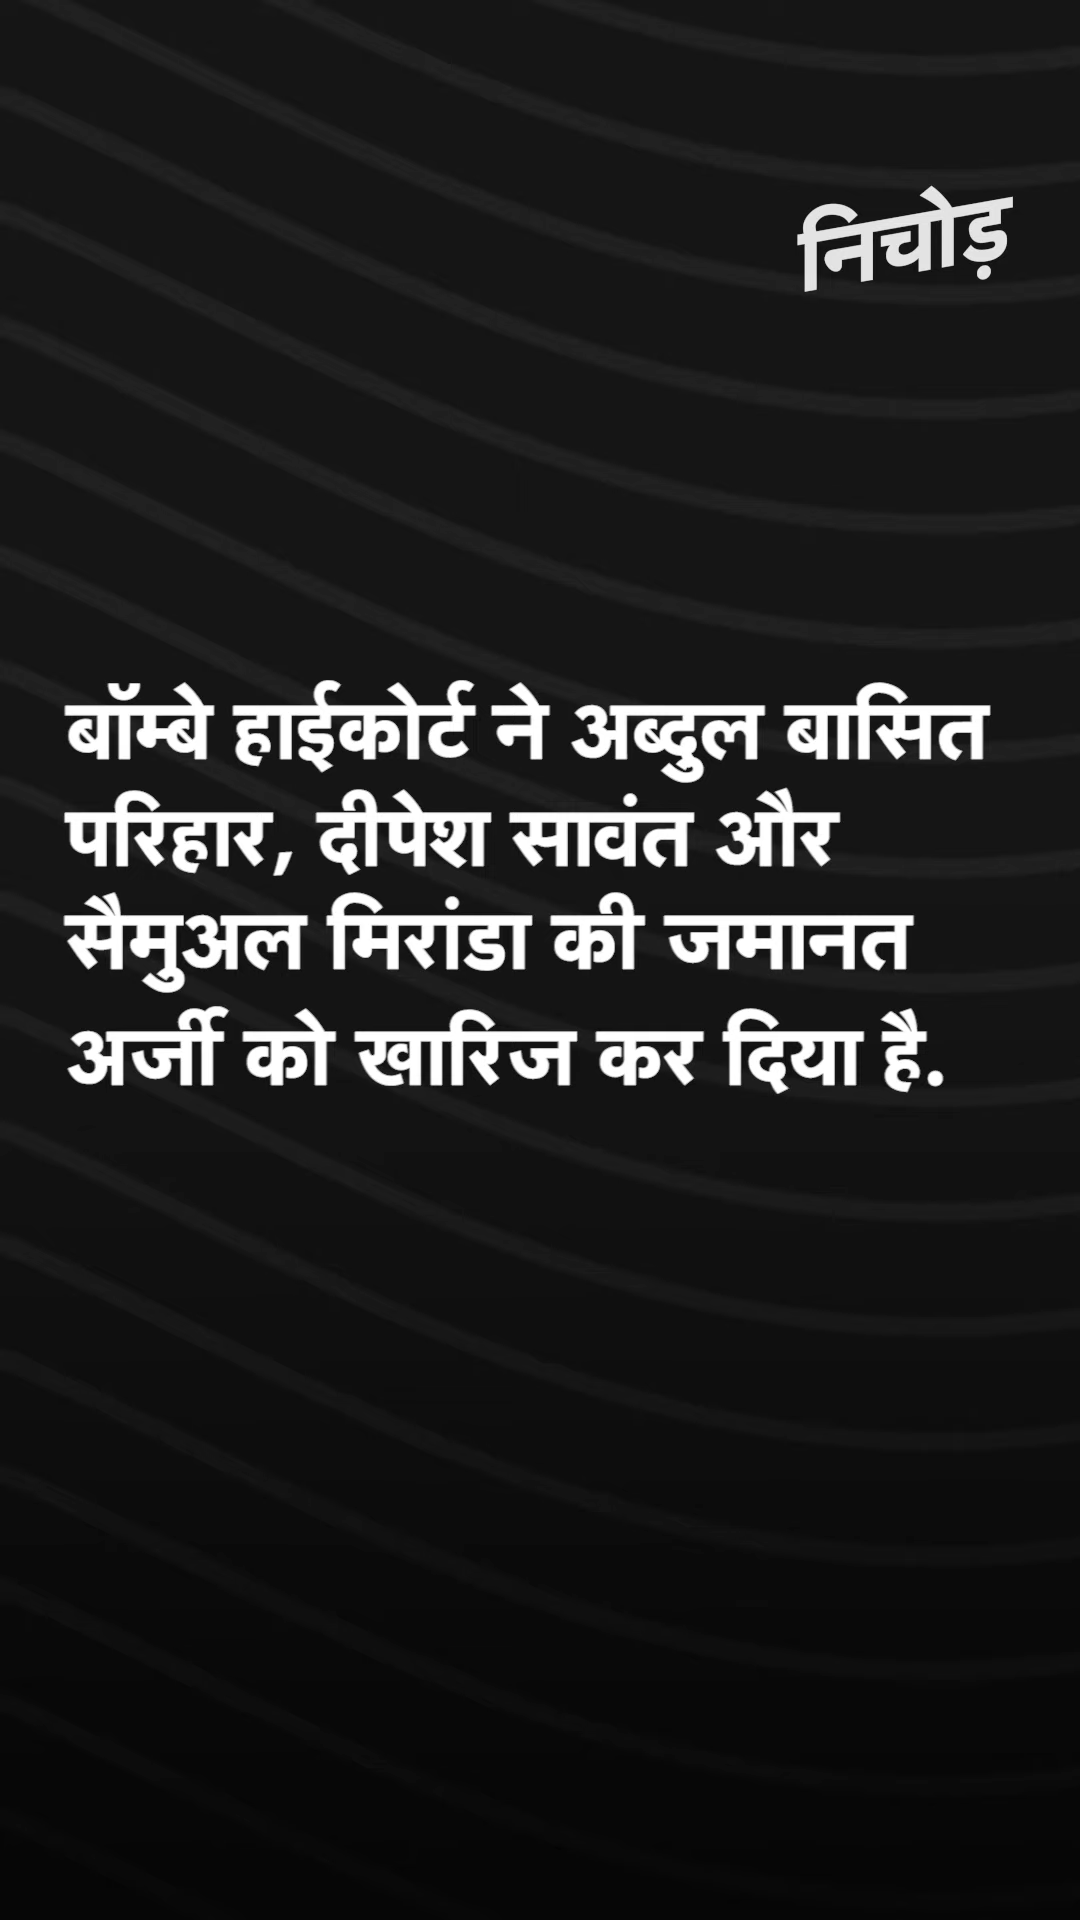 निचोड़
बॉम्बे हाईकोर्ट ने अब्दुल बासित
परिहार, दीपेश सावंत और
सैमुअल मिरांडा की जमानत
अर्जी को खारिज कर दिया है.